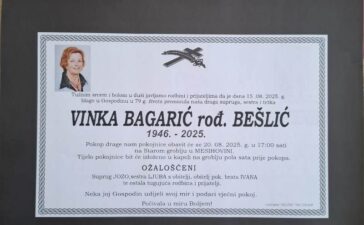 Tužnim srcem i bolom u duši javljamo rodbini i prijateljima da je dana 15. 08. 2025. g.
blago u Gospodinu u 79 g. života preminula naša draga supruga, sestra i tetka
VINKA BAGARIĆ rođ. BEŠLIĆ
1946. - 2025.
Pokop drage nam pokojnice obavit će se 20. 08. 2025. g. u 17:00 sati
na Starom groblju u MESIHOVINI.
Tijelo pokojnice bit će izloženo u kapeli na groblju pola sata prije pokopa.
OŽALOŠĆENI
Suprug JOZO, sestra LJUBA s obitelji, obitelj pok. brata IVANA
te ostala tugujuća rodbina i prijatelji.
Neka joj Gospodin udijeli svoj mir i podari vječni pokoj.
Počivala u miru Božjem!